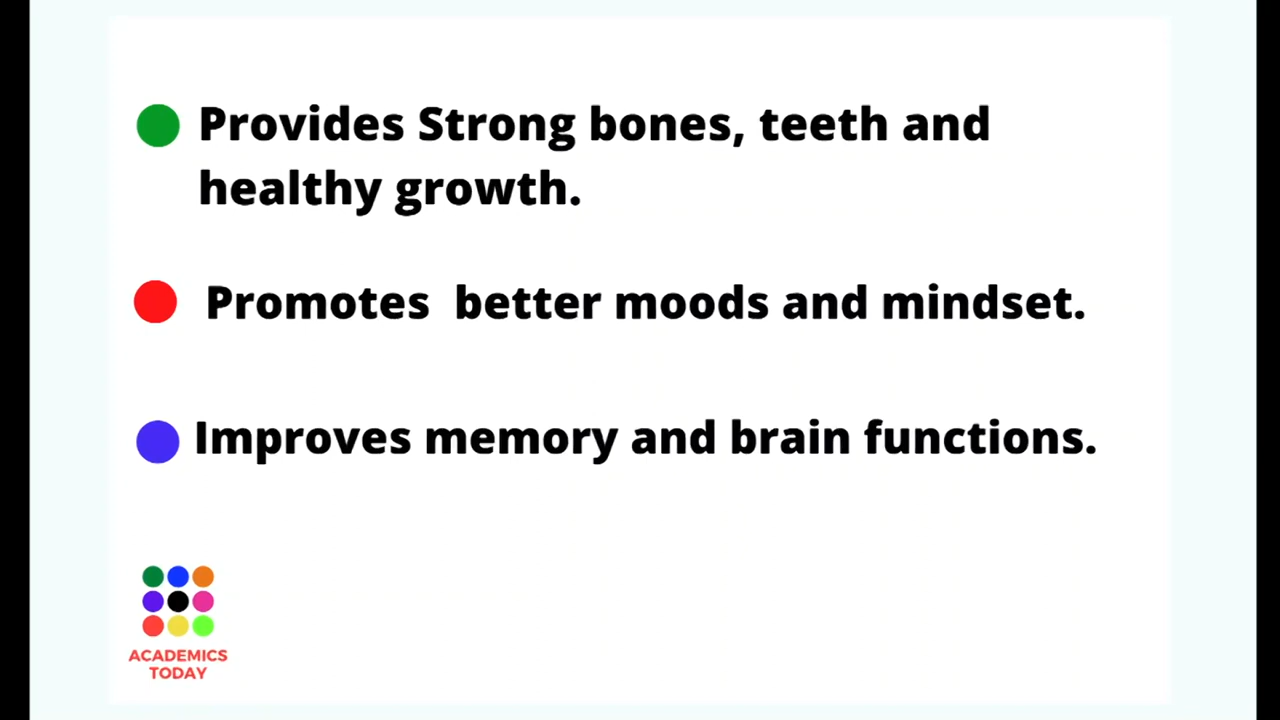 Provides Strong bones, teeth and
healthy growth.
Promotes better moods and mindset.
Improves memory and brain functions.
ACADEMICS
TODAY